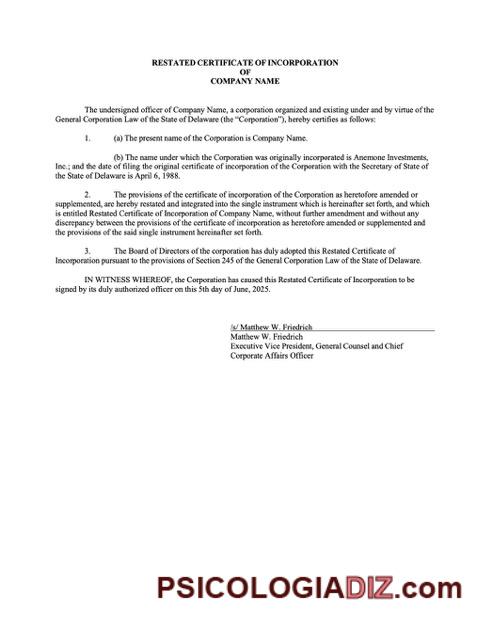 RESTATED CERTIFICATE OF INCORPORATION
OF
COMPANY NAME
The undersigned officer of Company Name, a corporation organized and existing under and by virtue of the
General Corporation Law of the State of Delaware (the “Corporation”), hereby certifies as follows:
1. (a) The present name of the Corporation is Company Name.
(b) The name under which the Corporation was originally incorporated is Anemone Investments,
Inc.; and the date of filing the original certificate of incorporation of the Corporation with the Secretary of State of
the State of Delaware is April 6, 1988.
2. The provisions of the certificate of incorporation of the Corporation as heretofore amended or
supplemented, are hereby restated and integrated into the single instrument which is hereinafter set forth, and which
is entitled Restated Certificate of Incorporation of Company Name, without further amendment and without any
discrepancy between the provisions of the certificate of incorporation as heretofore amended or supplemented and
the provisions of the said single instrument hereinafter set forth.
3. The Board of Directors of the corporation has duly adopted this Restated Certificate of
Incorporation pursuant to the provisions of Section 245 of the General Corporation Law of the State of Delaware.
IN WITNESS WHEREOF, the Corporation has caused this Restated Certificate of Incorporation to be
signed by its duly authorized officer on this 5th day of June, 2025.
/s/ Matthew W. Friedrich
Matthew W. Friedrich
Executive Vice President, General Counsel and Chief
Corporate Affairs Officer
PSICOLOGIADIZ.com